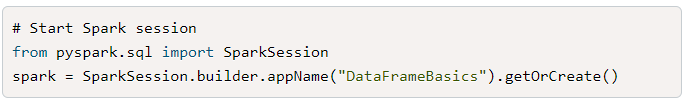 # Start Spark session
from pyspark.sql import SparkSession
spark = SparkSession.builder.appName("DataFrameBasics").getOrCreate()